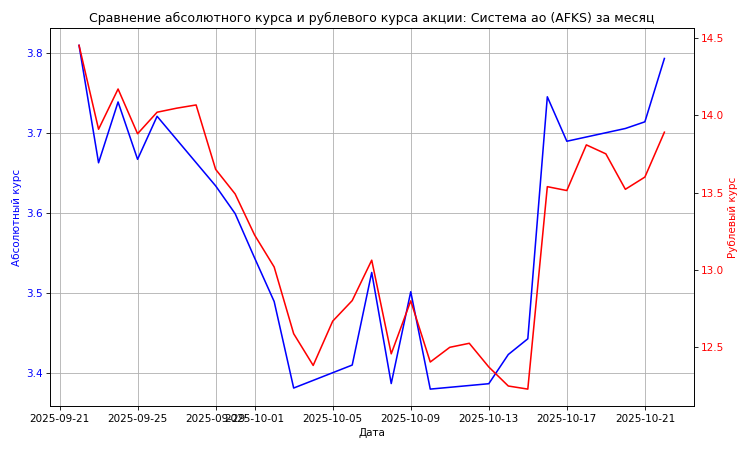 Сравнение абсолютного курса и рублевого курса акции: Система ао (AFKS) за месяц
3.8
3.7
3.6
3.5
3.4
Абсолютный курс
14.5
14.0
13.5
13.0
12.5
Рублевый курс
2025-09-21 2025-09-25 2025-09-29 2025-10-01 2025-10-05 2025-10-09 2025-10-13 2025-10-17 2025-10-21
Дата